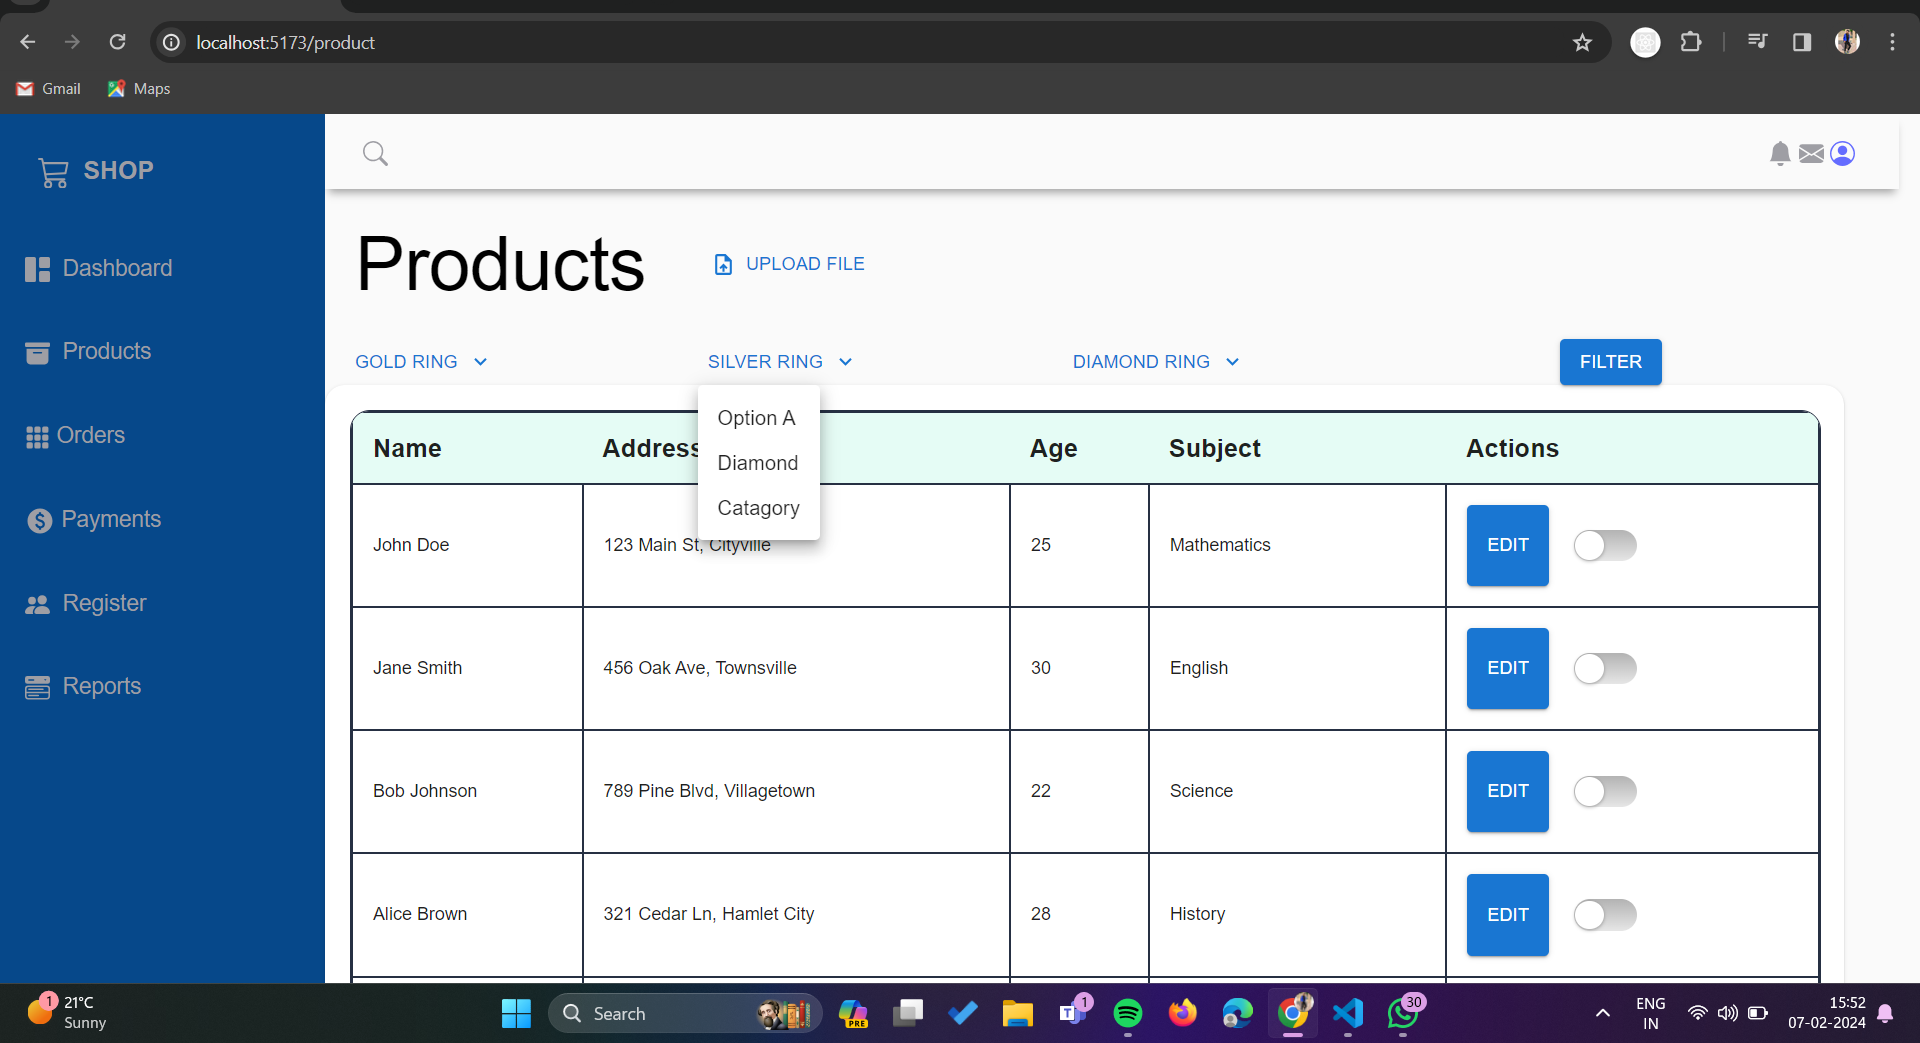 localhost:5173/product
Gmail Maps
SHOP
Dashboard
Products
Orders
Payments
Register
Reports
Products UPLOAD FILE
GOLD RING SILVER RING DIAMOND RING FILTER
Option A
Diamond
Catagory
Name Address Age Subject Actions
John Doe 123 Main St, Cityville 25 Mathematics EDIT
Jane Smith 456 Oak Ave, Townsville 30 English EDIT
Bob Johnson 789 Pine Blvd, Villagetown 22 Science EDIT
Alice Brown 321 Cedar Ln, Hamlet City 28 History EDIT
1 21°C
Sunny
Search
PRE
T 1
30
ENG
IN
15:52
07-02-2024